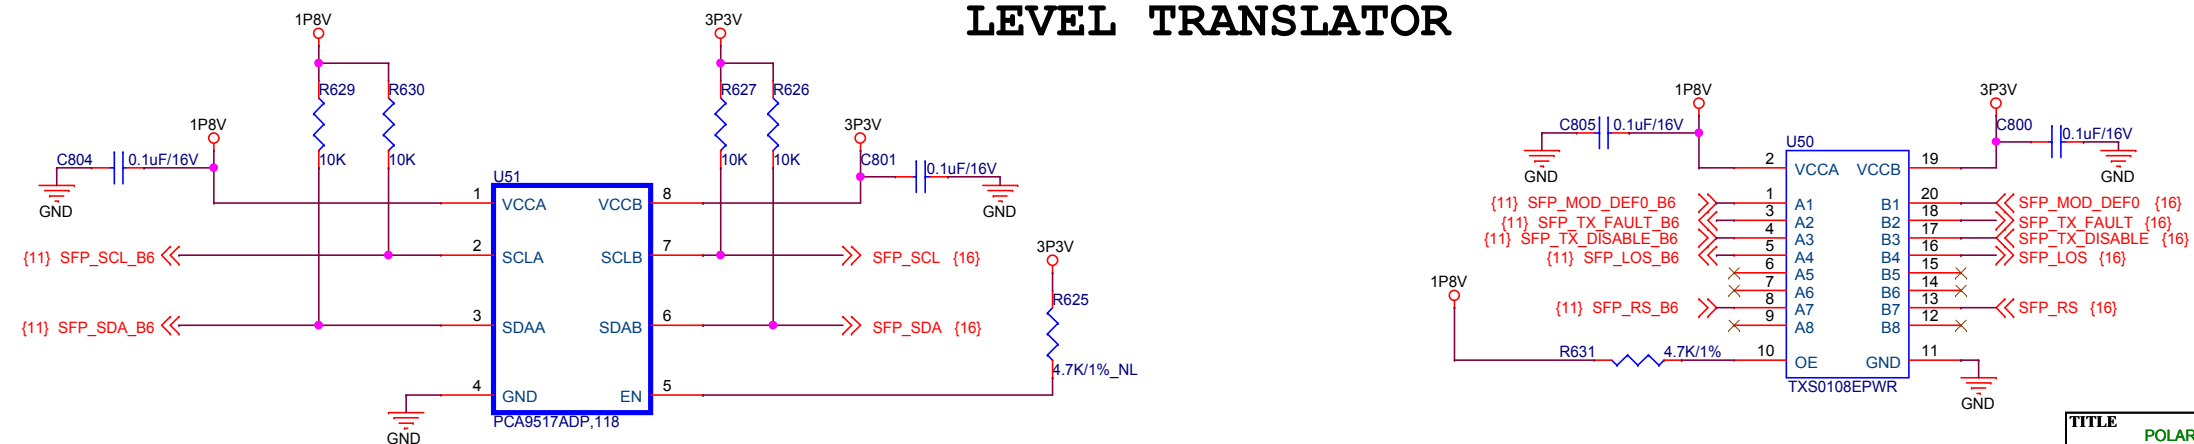 LEVEL TRANSLATOR
1P8V
R629
R630
10K
10K
1P8V
C804
0.1uF/16V
GND
3P3V
R627
R626
10K
10K
3P3V
C801
0.1uF/16V
GND
U51
1 VCCA
VCCB 8
{11} SFP_SCL_B6
2 SCLA
SCLB 7
SFP_SCL {16}
{11} SFP_SDA_B6
3 SDAA
SDAB 6
SFP_SDA {16}
4 GND
EN 5
GND
PCA9517ADP,118
3P3V
R625
4.7K/1%_NL
1P8V
C805
0.1uF/16V
GND
3P3V
C800
0.1uF/16V
GND
U50
2 VCCA VCCB 19
{11} SFP_MOD_DEF0_B6 1 A1 B1 20 SFP_MOD_DEF0 {16}
{11} SFP_TX_FAULT_B6 3 A2 B2 18 SFP_TX_FAULT {16}
{11} SFP_TX_DISABLE_B6 4 A3 B3 17 SFP_TX_DISABLE {16}
{11} SFP_LOS_B6 5 A4 B4 16 SFP_LOS {16}
6 A5 B5 15
7 A6 B6 14
{11} SFP_RS_B6 8 A7 B7 13 SFP_RS {16}
9 A8 B8 12
1P8V
R631 4.7K/1% 10 OE GND 11
TXS0108EPWR
GND
TITLE
POLAR